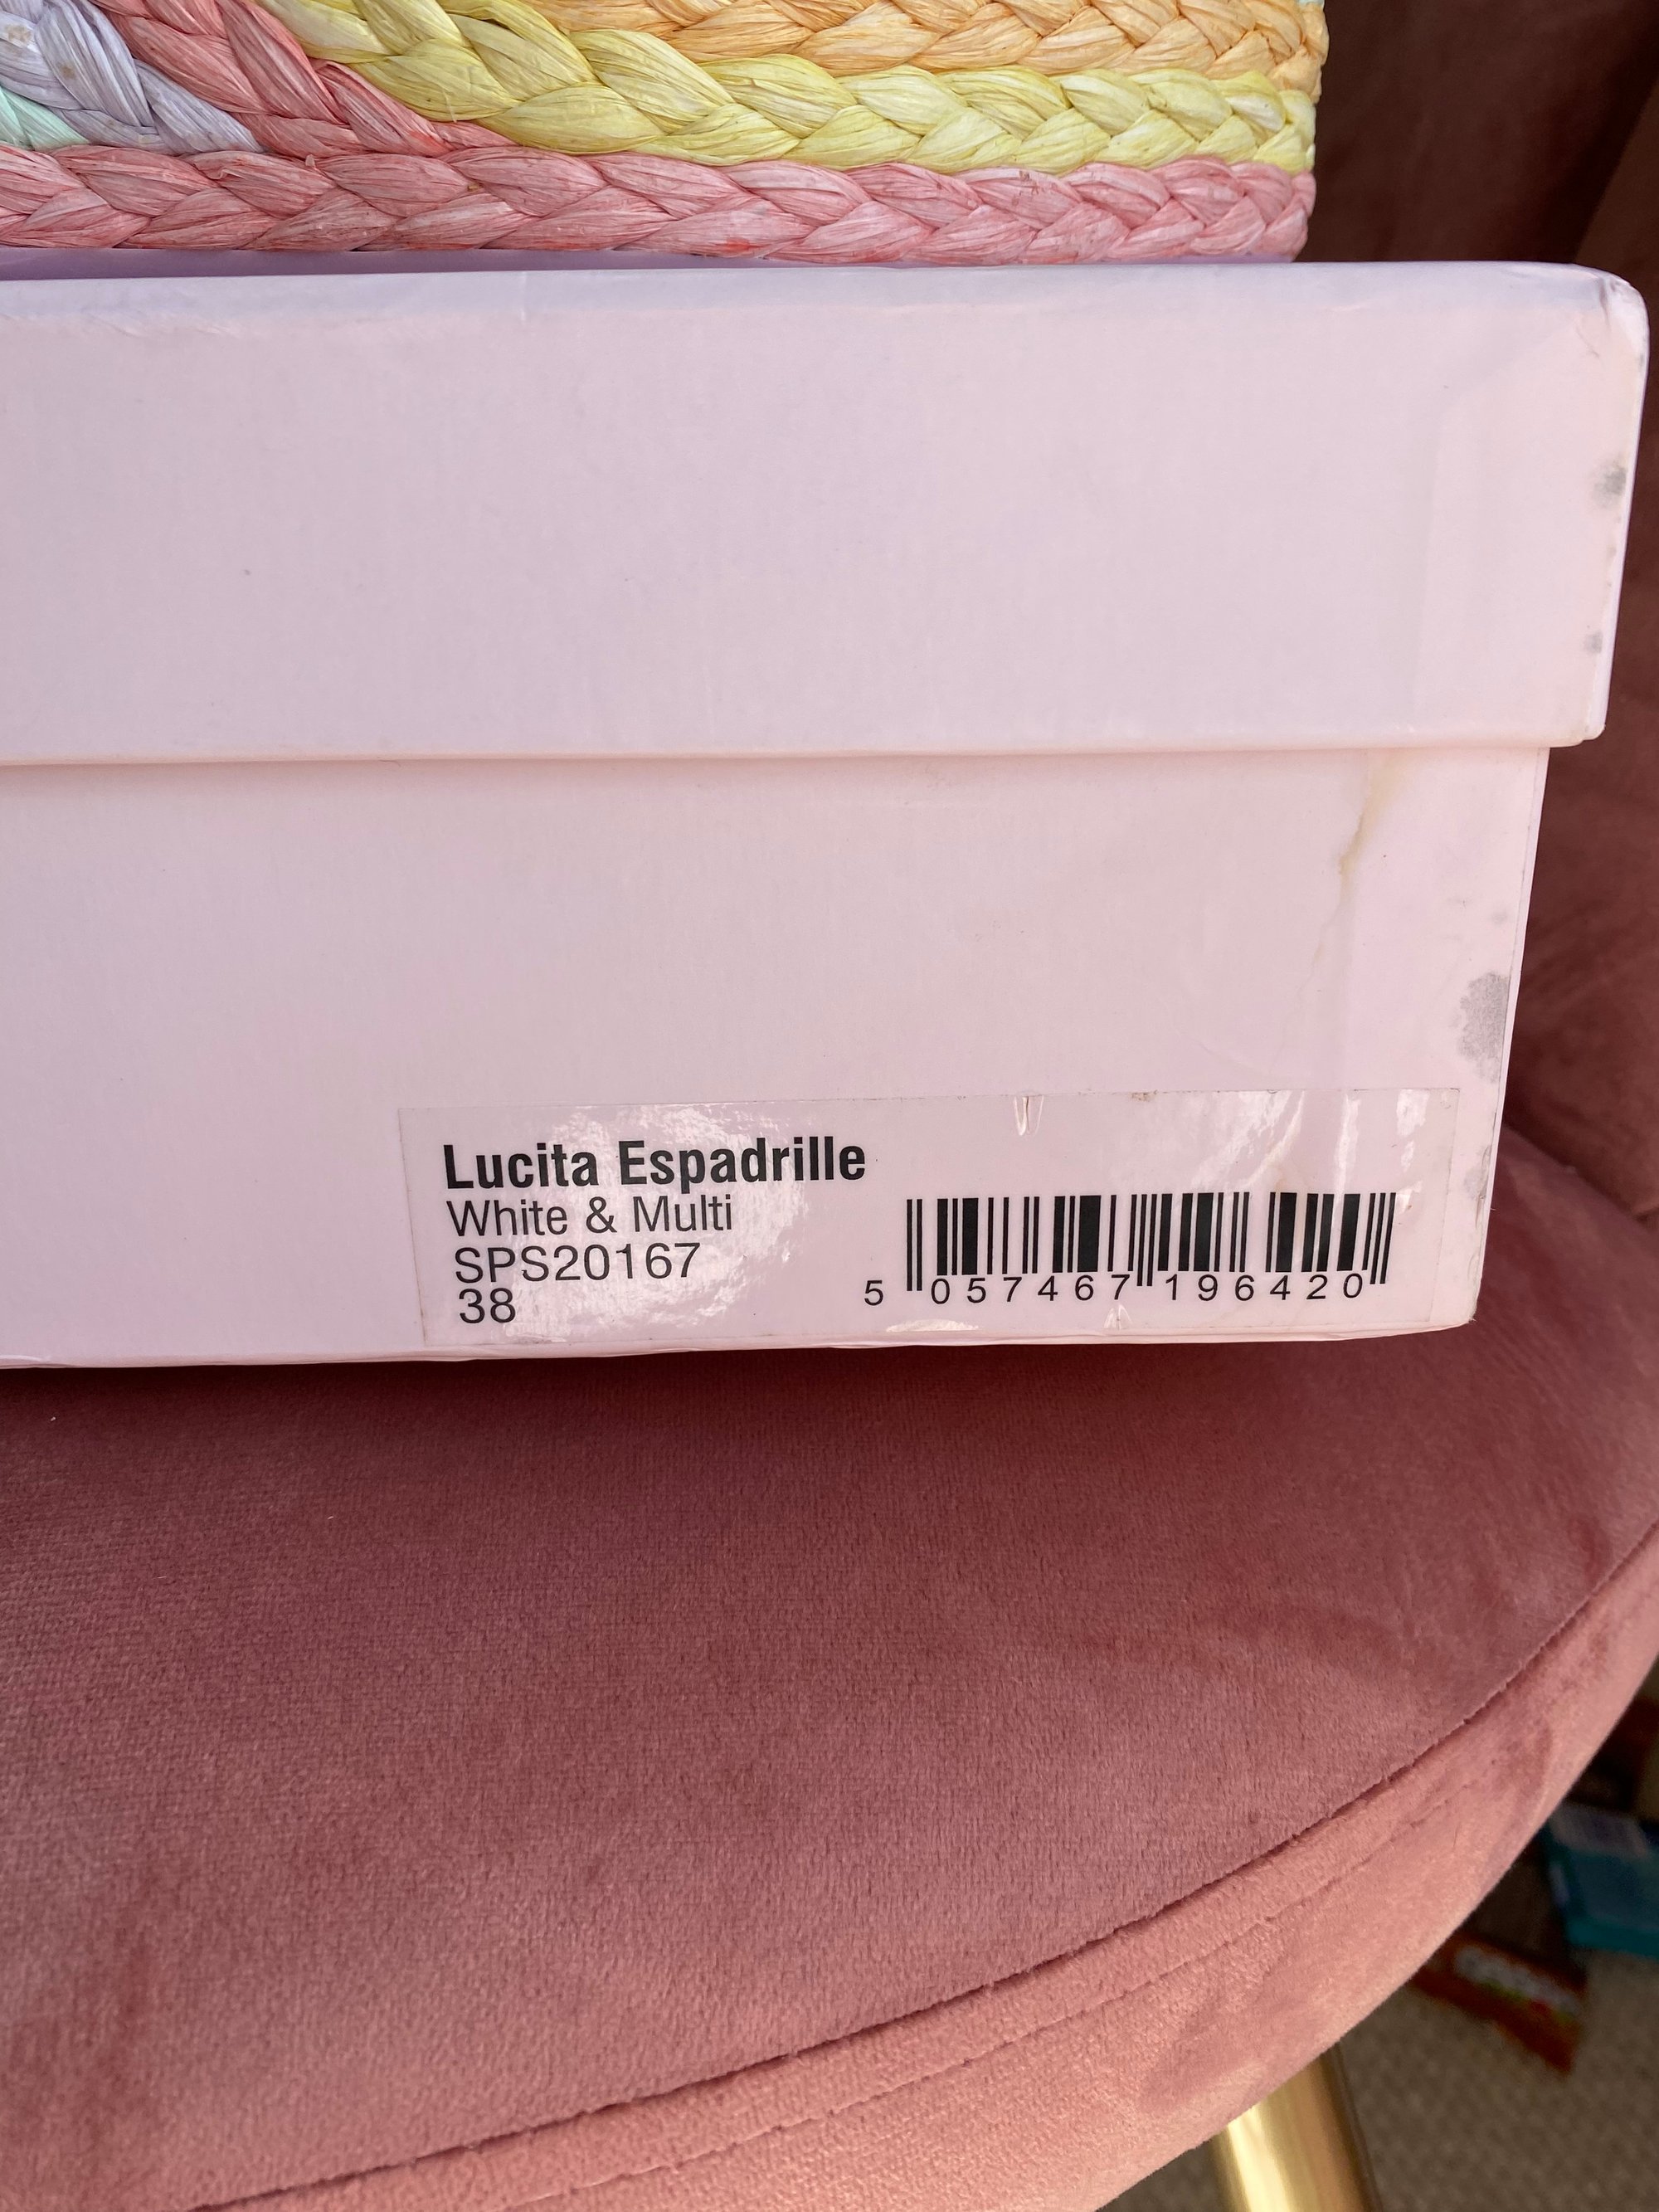 Lucita Espadrille
White & Multi
SPS20167
38
5 057467 196420